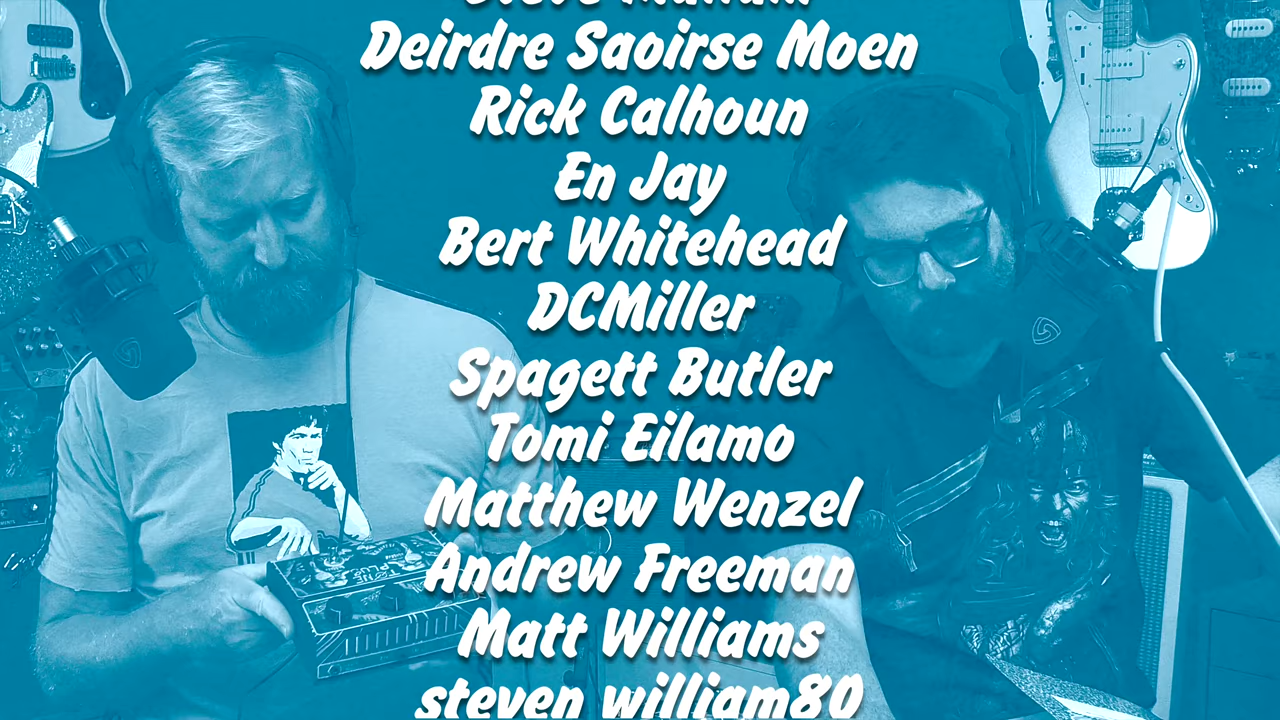 Deirdre Saoirse Moen
Rick Calhoun
En Jay
Bert Whitehead
DCMiller
Spagett Butler
Tomi Eilamo
Matthew Wenzel
Andrew Freeman
Matt Williams
steven william80